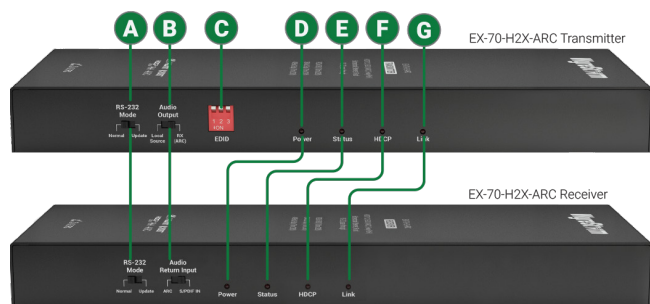 A B C D E F G
EX-70-H2X-ARC Transmitter
RS-232
Mode
Audio
Output
1 2 3
ION
Normal Update
Local
Source
RX
(ARC)
EDID
Power
Status
HDCP
Link
EX-70-H2X-ARC Receiver
RS-232
Mode
Audio
Return Input
Normal Update
ARC S/PDIF IN
Power
Status
HDCP
Link